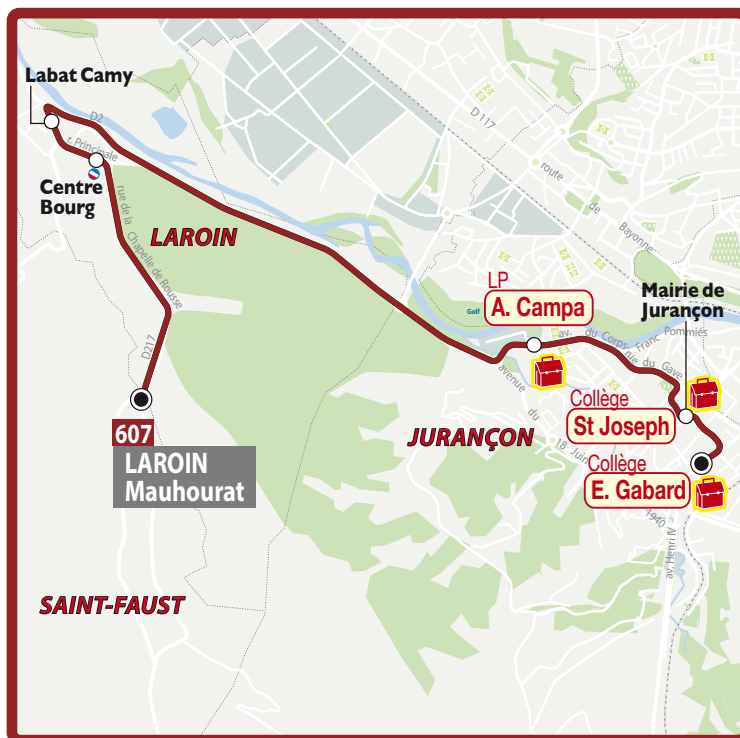 Labat Camy
D2
r. Principale
Centre
Bourg
rue de la
Chapelle de Rousse
LAROIN
D217
607
LAROIN
Mauhourat
SAINT-FAUST
D117
route
de
Bayonne
LP
A. Campa
Golf
av. du Corps Franc Pommiès
Mairie de
Jurançon
rue du Gave
Collège
St Joseph
JURANÇON
avenue du 18 Juin 1940
Collège
E. Gabard
av. Henri IV